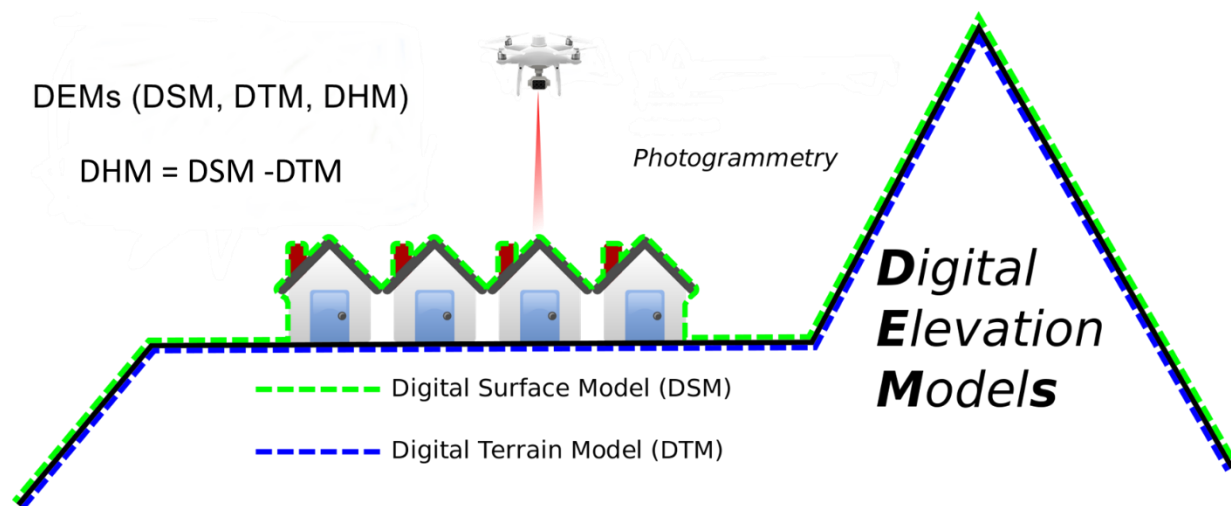 DEMs (DSM, DTM, DHM)
DHM = DSM -DTM
Photogrammetry
Digital
Elevation
Models
Digital Surface Model (DSM)
Digital Terrain Model (DTM)